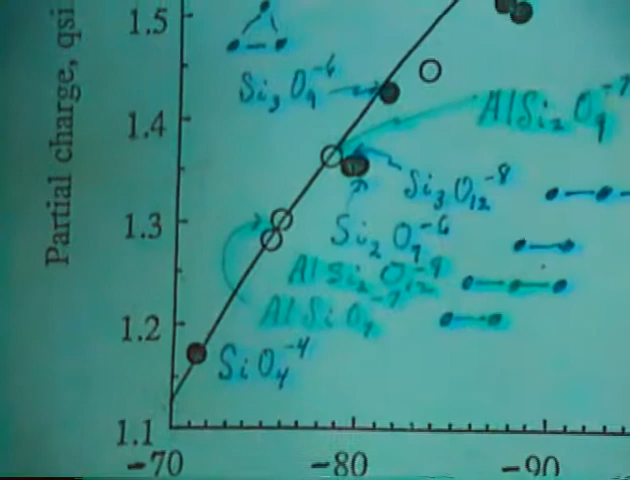 1.5
Partial charge, qsi
Si3O9-6
1.4
AlSi2O9-7
Si3O12-8
1.3
Si2O7-6
AlSi2O12-9
AlSiO7-7
1.2
SiO4-4
1.1
-70 -80 -90